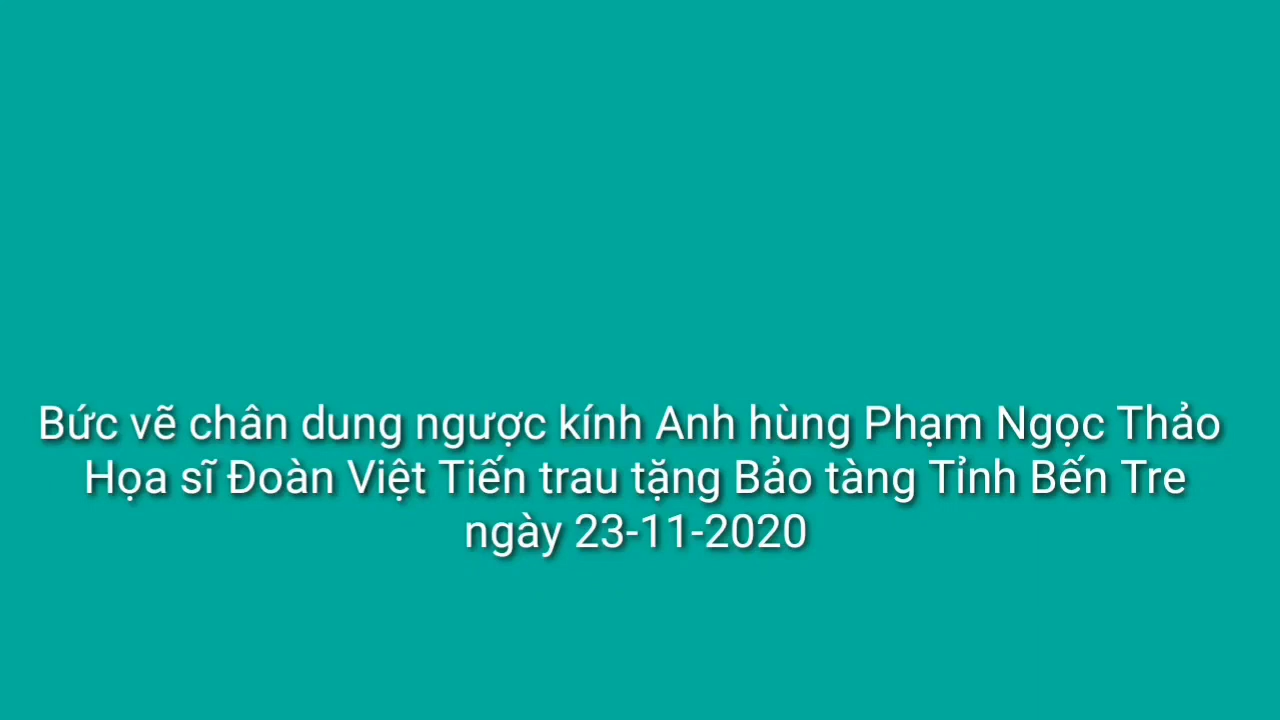 Bức vẽ chân dung ngược kính Anh hùng Phạm Ngọc Thảo
Họa sĩ Đoàn Việt Tiến trau tặng Bảo tàng Tỉnh Bến Tre
ngày 23-11-2020